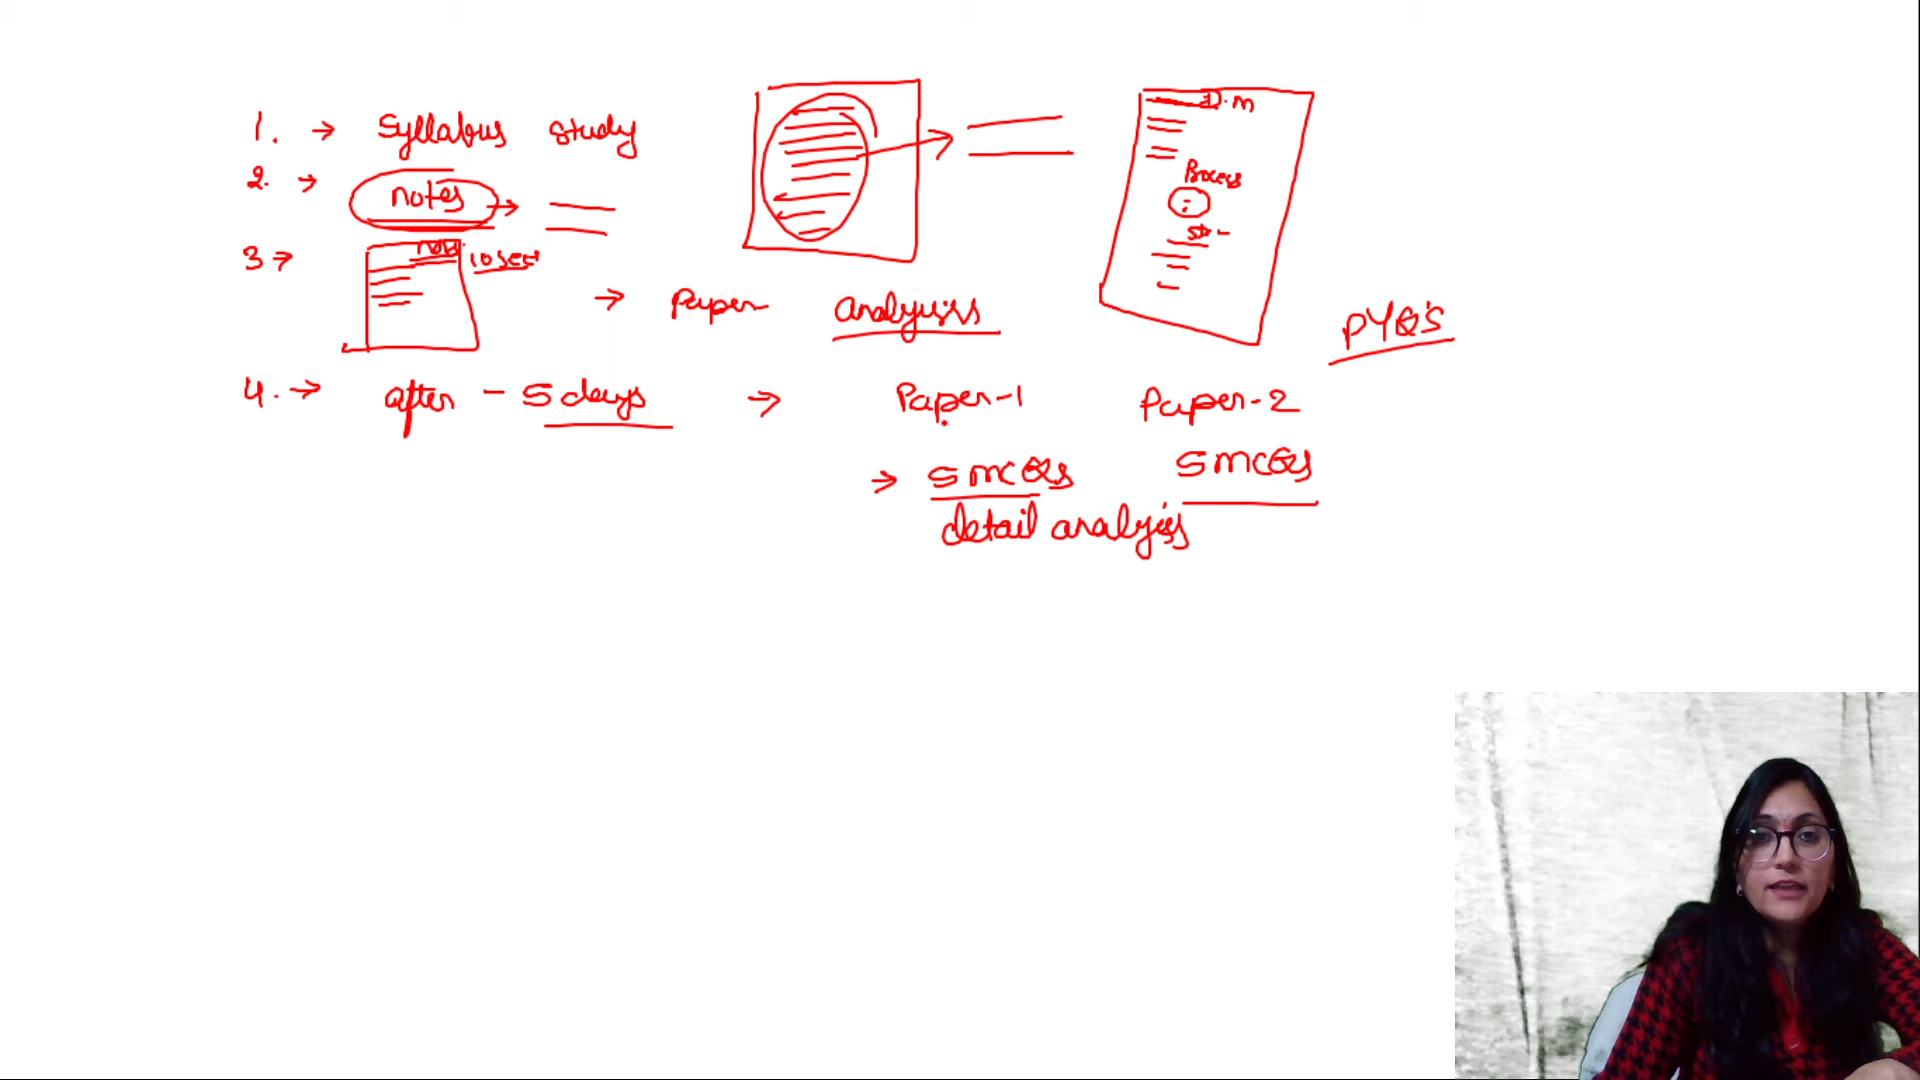 1. → Syllabus study
2. → notes →
3 → 10 sec
→ Paper analysis
D.M
Process
PYQ'S
4. → after - 5 days → Paper-1 Paper-2
→ 5 MCQs 5 MCQs
detail analysis